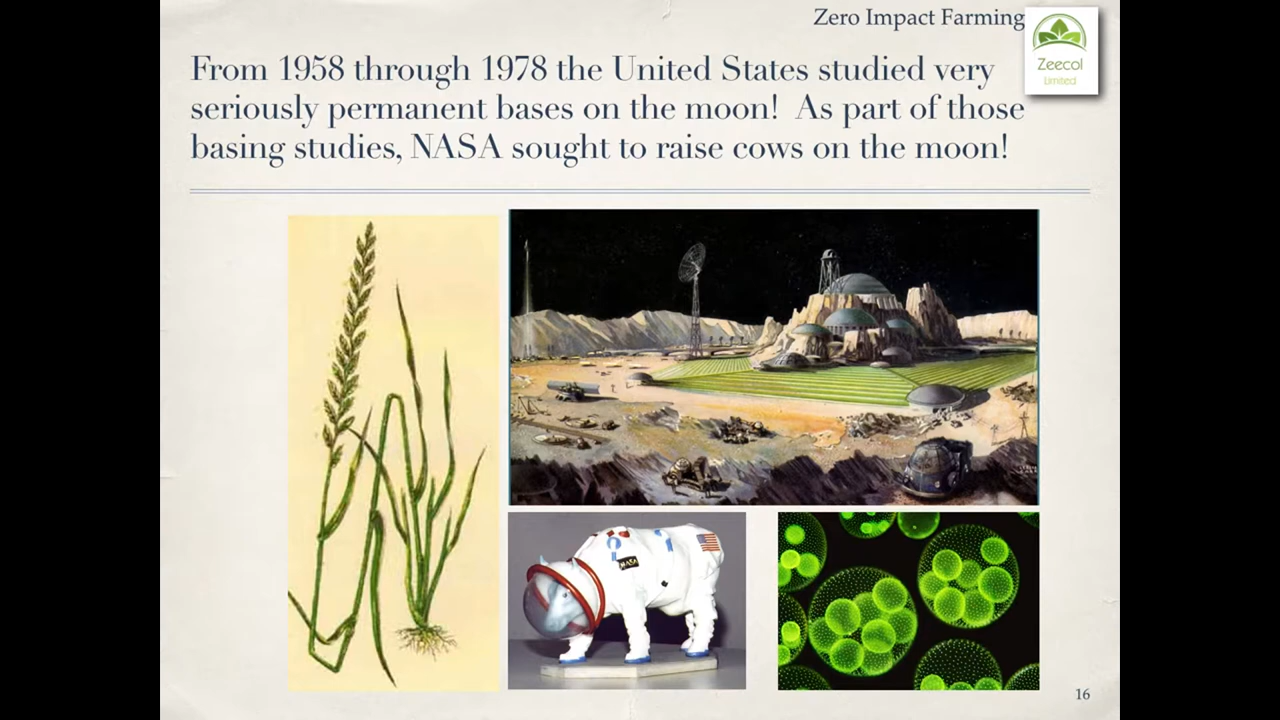 Zero Impact Farming
Zeecol
Limited
From 1958 through 1978 the United States studied very
seriously permanent bases on the moon!  As part of those
basing studies, NASA sought to raise cows on the moon!
NASA
16